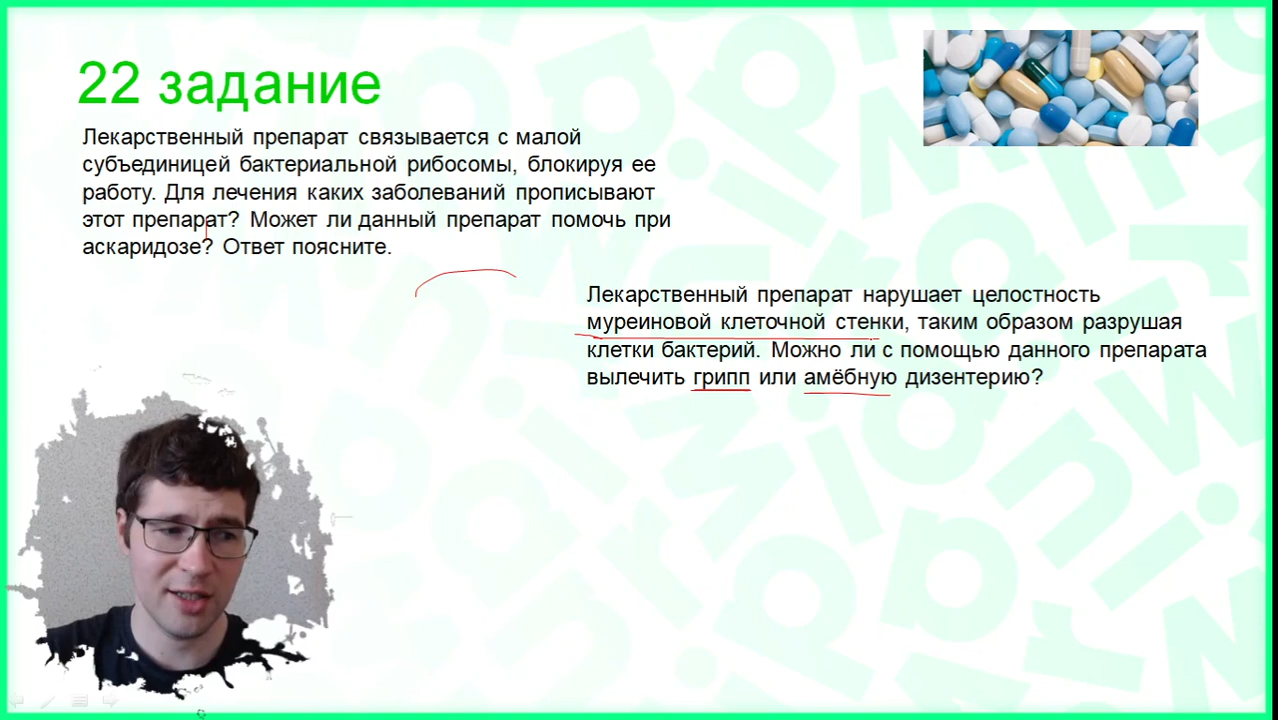 22 задание
Лекарственный препарат связывается с малой
субъединицей бактериальной рибосомы, блокируя ее
работу. Для лечения каких заболеваний прописывают
этот препарат? Может ли данный препарат помочь при
аскаридозе? Ответ поясните.
Лекарственный препарат нарушает целостность
муреиновой клеточной стенки, таким образом разрушая
клетки бактерий. Можно ли с помощью данного препарата
вылечить грипп или амёбную дизентерию?